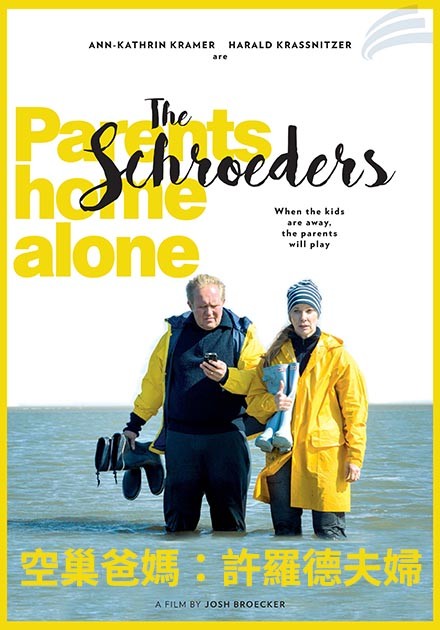 ANN-KATHRIN KRAMER HARALD KRASSNITZER
are
The
Schroeders
Parents
home
alone
When the kids
are away,
the parents
will play
空巢爸媽：許羅德夫婦
A FILM BY JOSH BROECKER